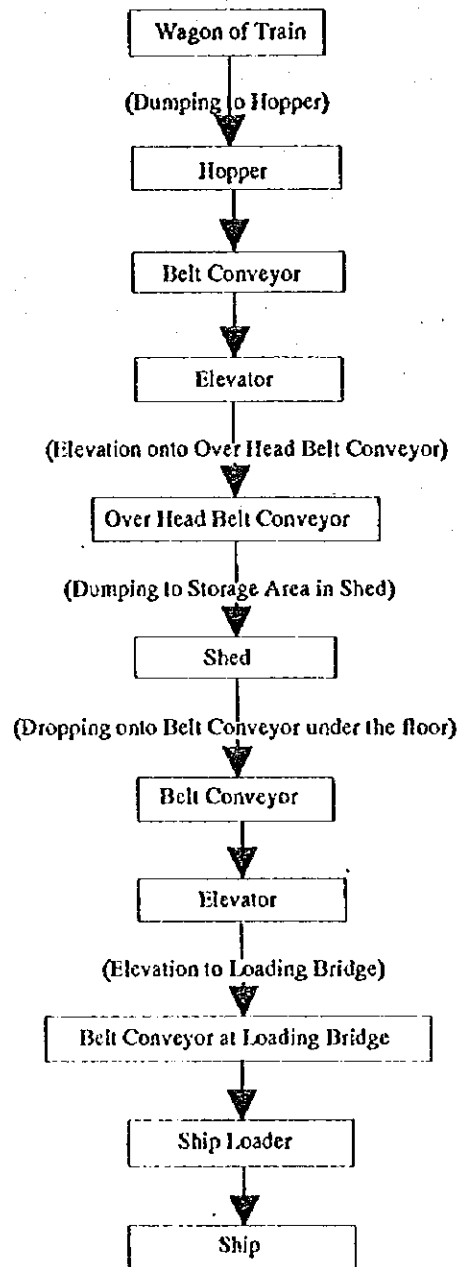 Wagon of Train
(Dumping to Hopper)
Hopper
Belt Conveyor
Elevator
(Elevation onto Over Head Belt Conveyor)
Over Head Belt Conveyor
(Dumping to Storage Area in Shed)
Shed
(Dropping onto Belt Conveyor under the floor)
Belt Conveyor
Elevator
(Elevation to Loading Bridge)
Belt Conveyor at Loading Bridge
Ship Loader
Ship